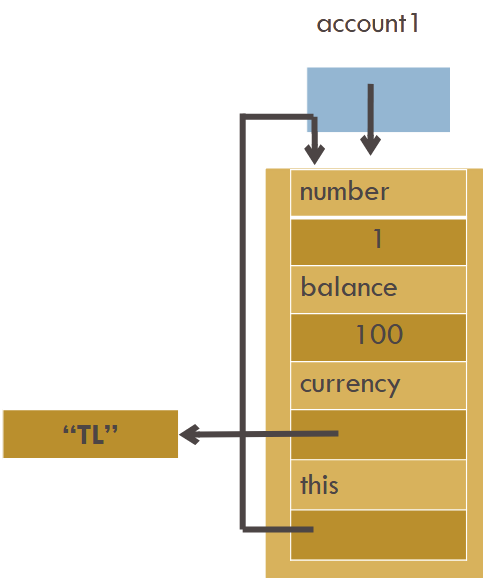 account1
number
1
balance
100
currency
“TL”
this